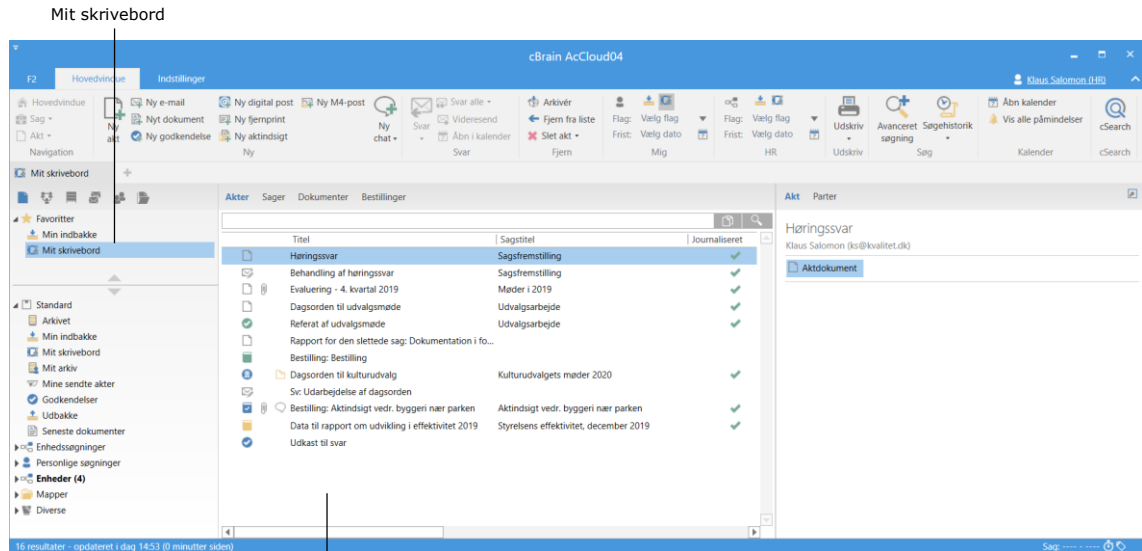 Mit skrivebord
cBrain AcCloud04
F2 Hovedvindue Indstillinger Klaus Salomon (HR)
Hovedvindue Ny e-mail Ny digital post Ny M4-post Svar alle Arkivér Åbn kalender
Sag Nyt dokument Ny fjernprint Videresend Fjern fra liste Flag: Vælg flag Flag: Vælg flag Vis alle påmindelser
Akt Ny akt Ny godkendelse Ny aktindsigt Ny chat Svar Åbn i kalender Slet akt Frist: Vælg dato Frist: Vælg dato Udskriv Avanceret søgning Søgehistorik cSearch
Navigation Ny Svar Fjern Mig HR Udskriv Søg Kalender cSearch
Mit skrivebord +
Akter Sager Dokumenter Bestillinger Akt Parter
Favoritter
Min indbakke
Mit skrivebord
Standard
Arkivet
Min indbakke
Mit skrivebord
Mit arkiv
Mine sendte akter
Godkendelser
Udbakke
Seneste dokumenter
Enhedssøgninger
Personlige søgninger
Enheder (4)
Mapper
Diverse
Titel Sagstitel Journaliseret
Høringssvar Sagsfremstilling
Behandling af høringssvar Sagsfremstilling
Evaluering - 4. kvartal 2019 Møder i 2019
Dagsorden til udvalgsmøde Udvalgsarbejde
Referat af udvalgsmøde Udvalgsarbejde
Rapport for den slettede sag: Dokumentation i fo...
Bestilling: Bestilling
Dagsorden til kulturudvalg Kulturudvalgets møder 2020
Sv: Udarbejdelse af dagsorden
Bestilling: Aktindsigt vedr. byggeri nær parken Aktindsigt vedr. byggeri nær parken
Data til rapport om udvikling i effektivitet 2019 Styrelsens effektivitet, december 2019
Udkast til svar
Høringssvar
Klaus Salomon (ks@kvalitet.dk)
Aktdokument
16 resultater - opdateret i dag 14:53 (0 minutter siden) Sag: ---- - ----